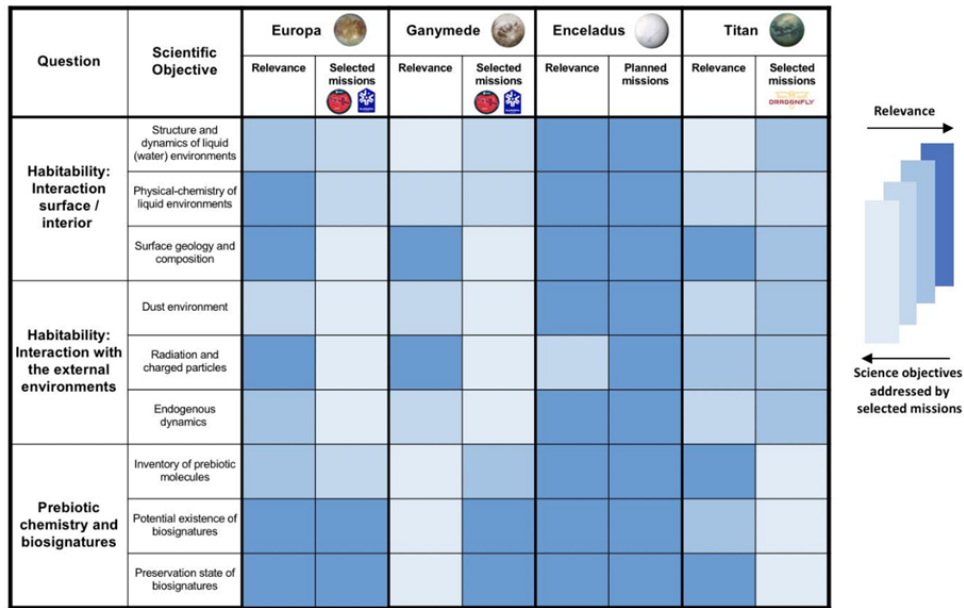 Question
Scientific
Objective
Europa
Ganymede
Enceladus
Titan
Relevance
Selected
missions
Relevance
Selected
missions
Relevance
Planned
missions
Relevance
Selected
missions
DRAGONFLY
Habitability:
Interaction
surface /
interior
Structure and
dynamics of liquid
(water) environments
Physical-chemistry of
liquid environments
Surface geology and
composition
Habitability:
Interaction with
the external
environments
Dust environment
Radiation and
charged particles
Endogenous
dynamics
Prebiotic
chemistry and
biosignatures
Inventory of prebiotic
molecules
Potential existence of
biosignatures
Preservation state of
biosignatures
Relevance
Science objectives
addressed by
selected missions